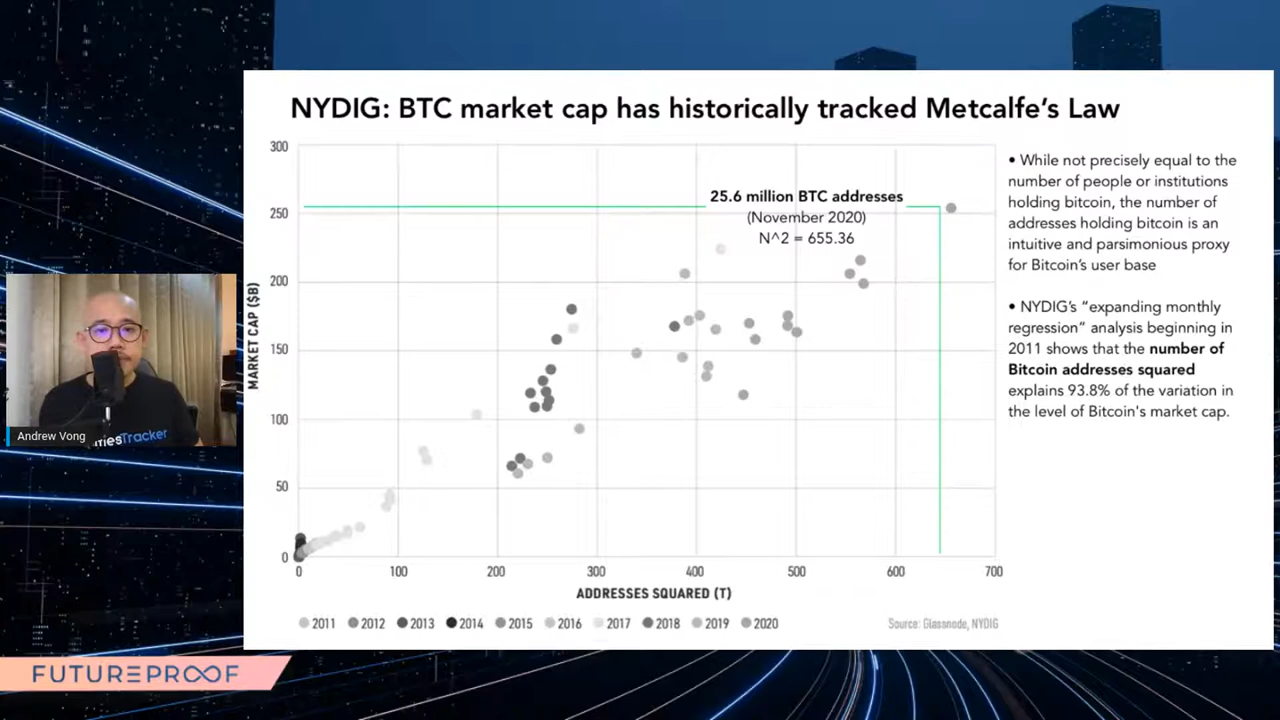 NYDIG: BTC market cap has historically tracked Metcalfe's Law
300
250
200
150
100
50
0
MARKET CAP ($B)
25.6 million BTC addresses
(November 2020)
N^2 = 655.36
0
100
200
300
400
500
600
700
ADDRESSES SQUARED (T)
2011 2012 2013 2014 2015 2016 2017 2018 2019 2020
Source: Glassnode, NYDIG
• While not precisely equal to the
number of people or institutions
holding bitcoin, the number of
addresses holding bitcoin is an
intuitive and parsimonious proxy
for Bitcoin's user base
• NYDIG's “expanding monthly
regression” analysis beginning in
2011 shows that the number of
Bitcoin addresses squared
explains 93.8% of the variation in
the level of Bitcoin's market cap.
Andrew Vong
Tracker
FUTUREPROOF